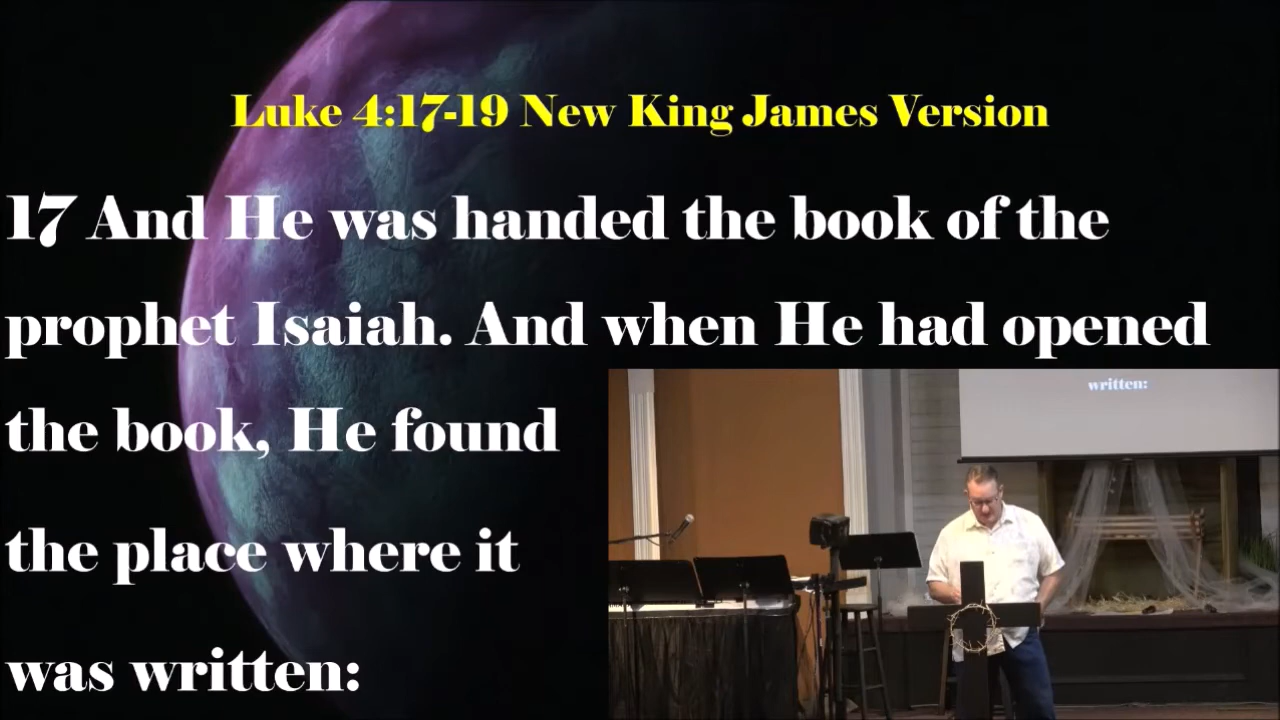 Luke 4:17-19 New King James Version
17 And He was handed the book of the
prophet Isaiah. And when He had opened
the book, He found
the place where it
was written:
written: